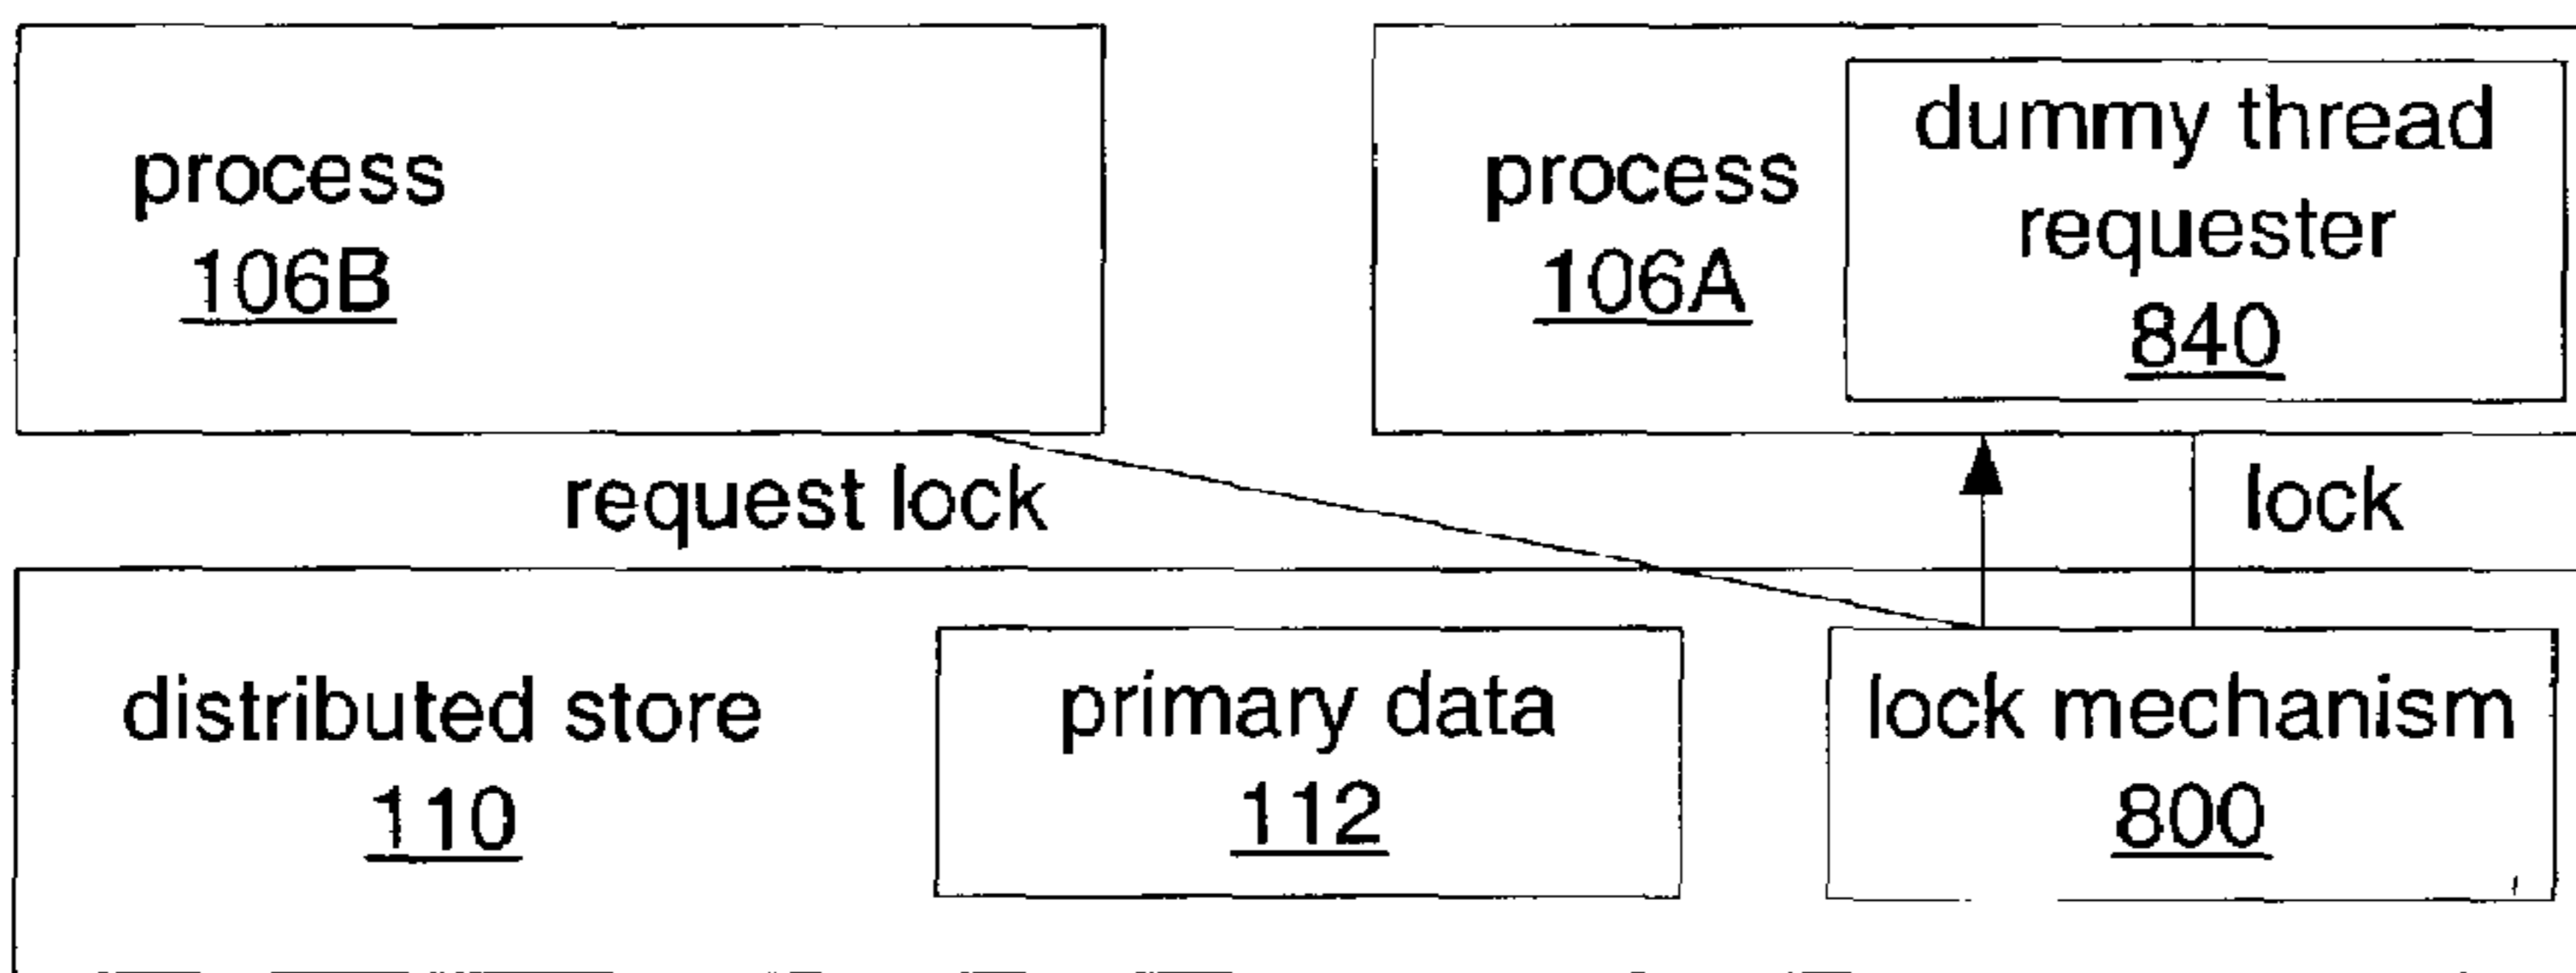 process
106B
process
106A
dummy thread
requester
840
request lock
lock
distributed store
110
primary data
112
lock mechanism
800